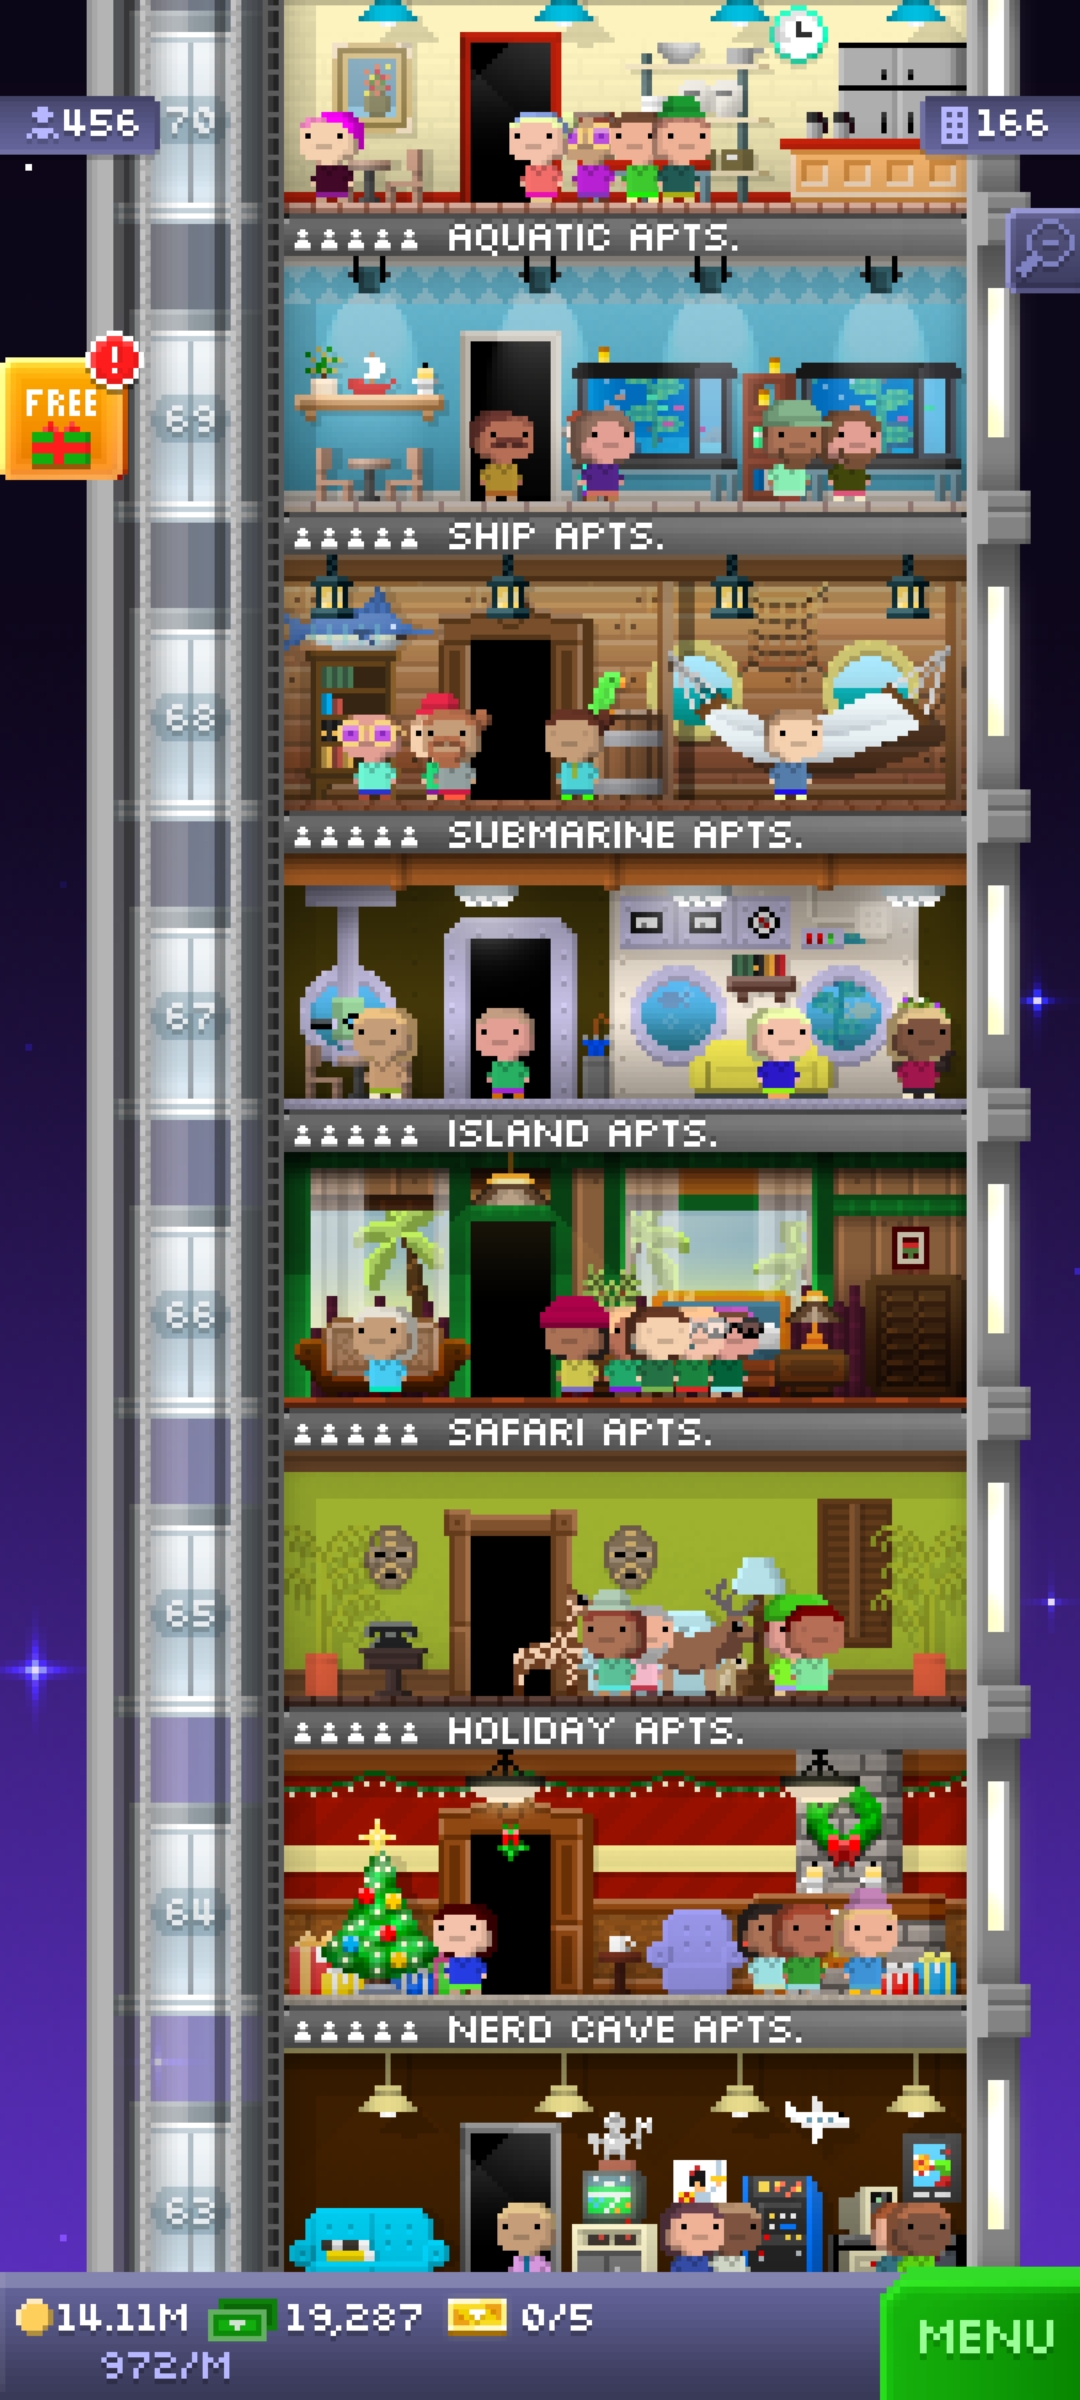 456
70
166
AQUATIC APTS.
FREE
!
69
SHIP APTS.
68
SUBMARINE APTS.
67
ISLAND APTS.
66
SAFARI APTS.
65
HOLIDAY APTS.
64
NERD CAVE APTS.
63
14.11M 19,287 0/5
972/M
MENU